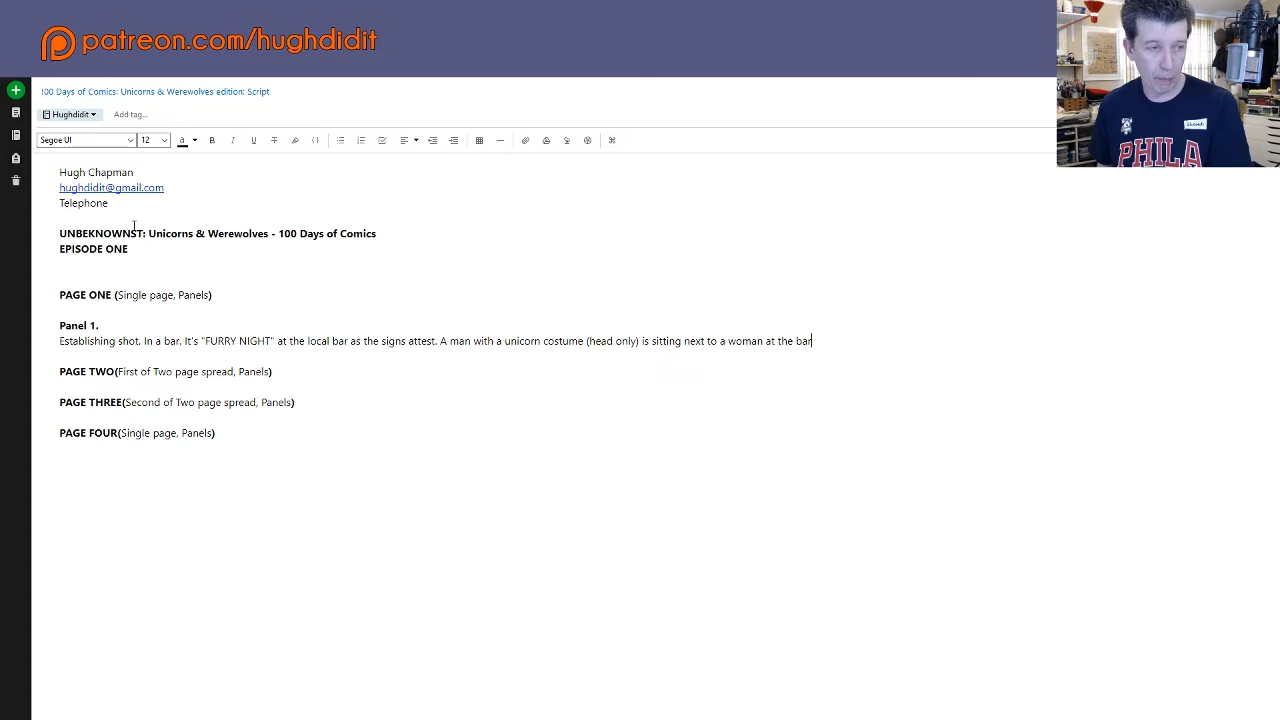 patreon.com/hughdidit
100 Days of Comics: Unicorns & Werewolves edition: Script
Hughdidit
Add tag...
Segoe UI
12
a
B
I
U
T
Hugh Chapman
hughdidit@gmail.com
Telephone
UNBEKNOWNST: Unicorns & Werewolves - 100 Days of Comics
EPISODE ONE
PAGE ONE (Single page, Panels)
Panel 1.
Establishing shot. In a bar. It's "FURRY NIGHT" at the local bar as the signs attest. A man with a unicorn costume (head only) is sitting next to a woman at the bar
PAGE TWO(First of Two page spread, Panels)
PAGE THREE(Second of Two page spread, Panels)
PAGE FOUR(Single page, Panels)
PHILA